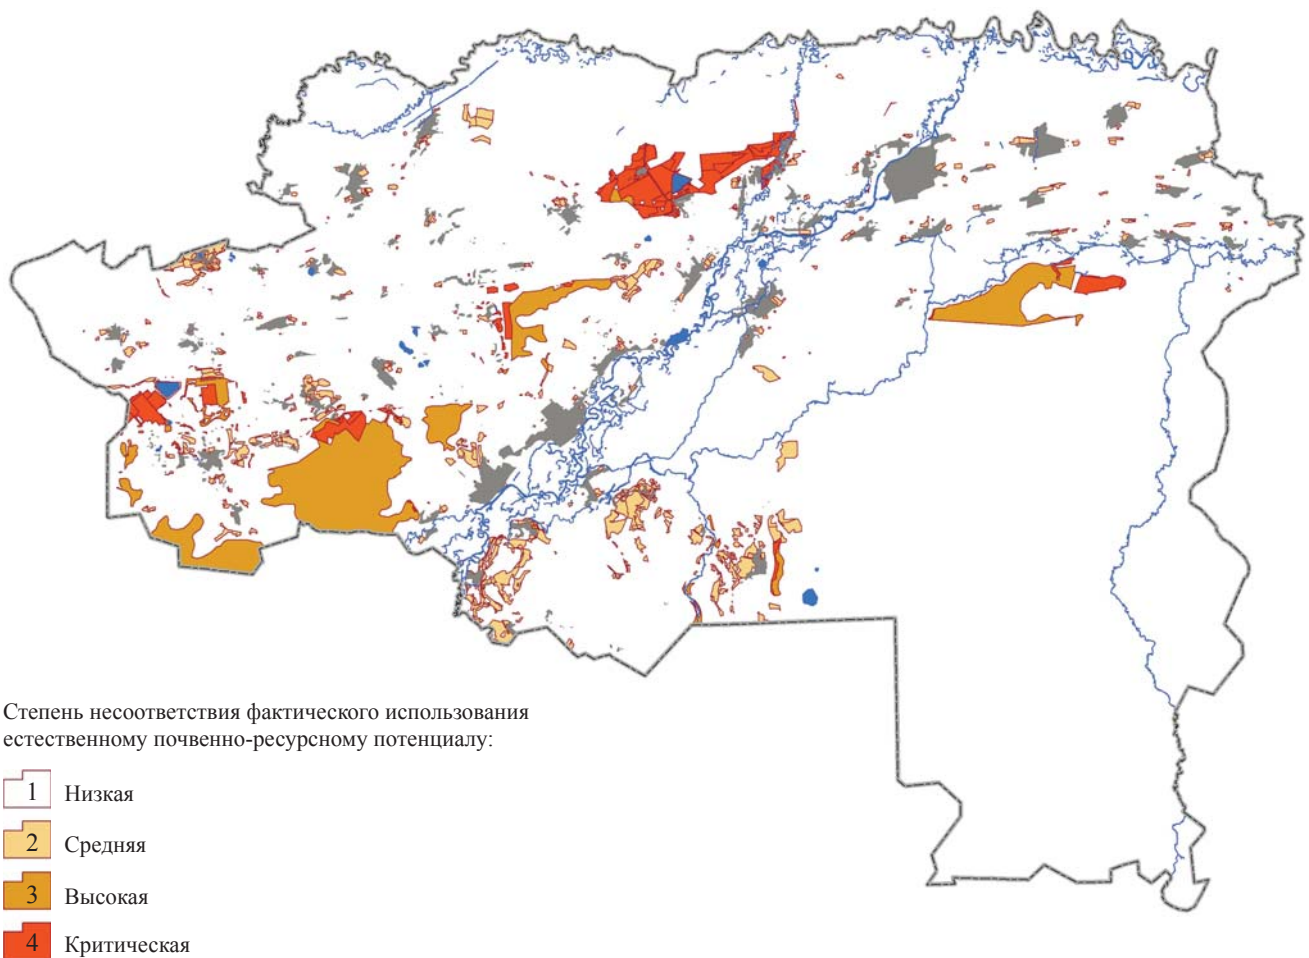 Степень несоответствия фактического использования
естественному почвенно-ресурсному потенциалу:
1 Низкая
2 Средняя
3 Высокая
4 Критическая